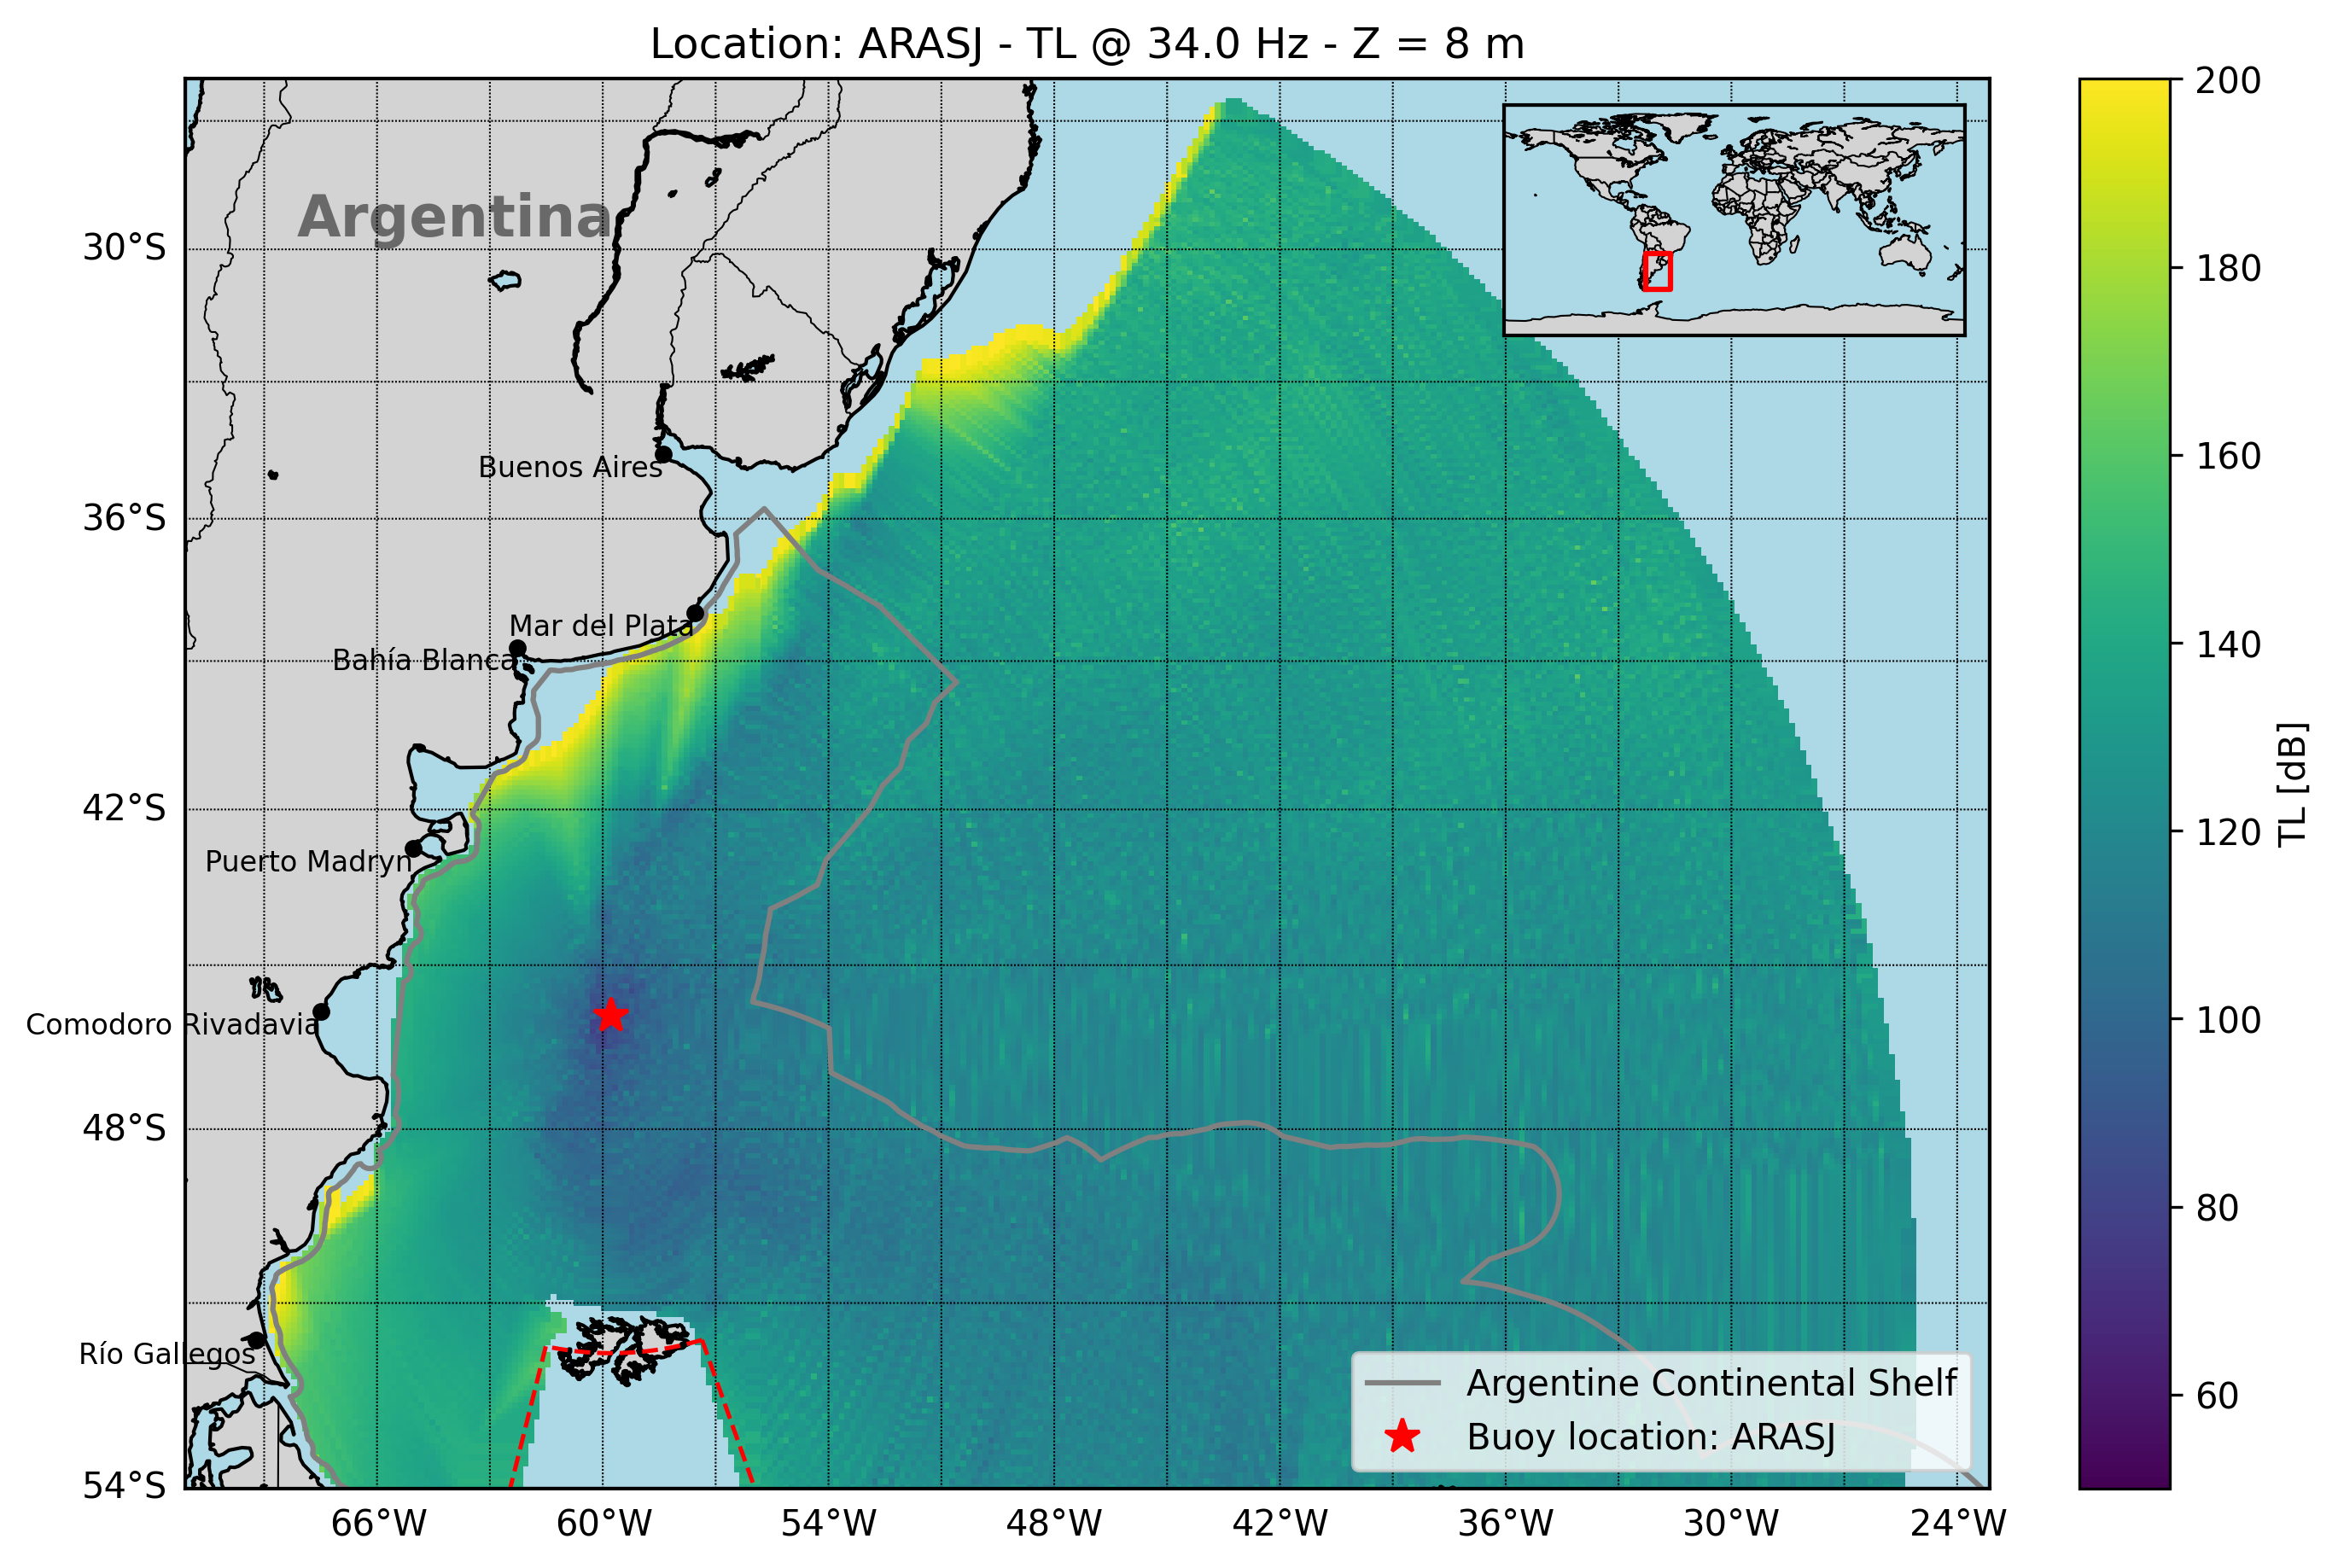 Location: ARASJ - TL @ 34.0 Hz - Z = 8 m
Argentina
30°S
36°S
42°S
48°S
54°S
Buenos Aires
Mar del Plata
Bahía Blanca
Puerto Madryn
Comodoro Rivadavia
Río Gallegos
66°W
60°W
54°W
48°W
42°W
36°W
30°W
24°W
Argentine Continental Shelf
Buoy location: ARASJ
200
180
160
140
120
100
80
60
TL [dB]